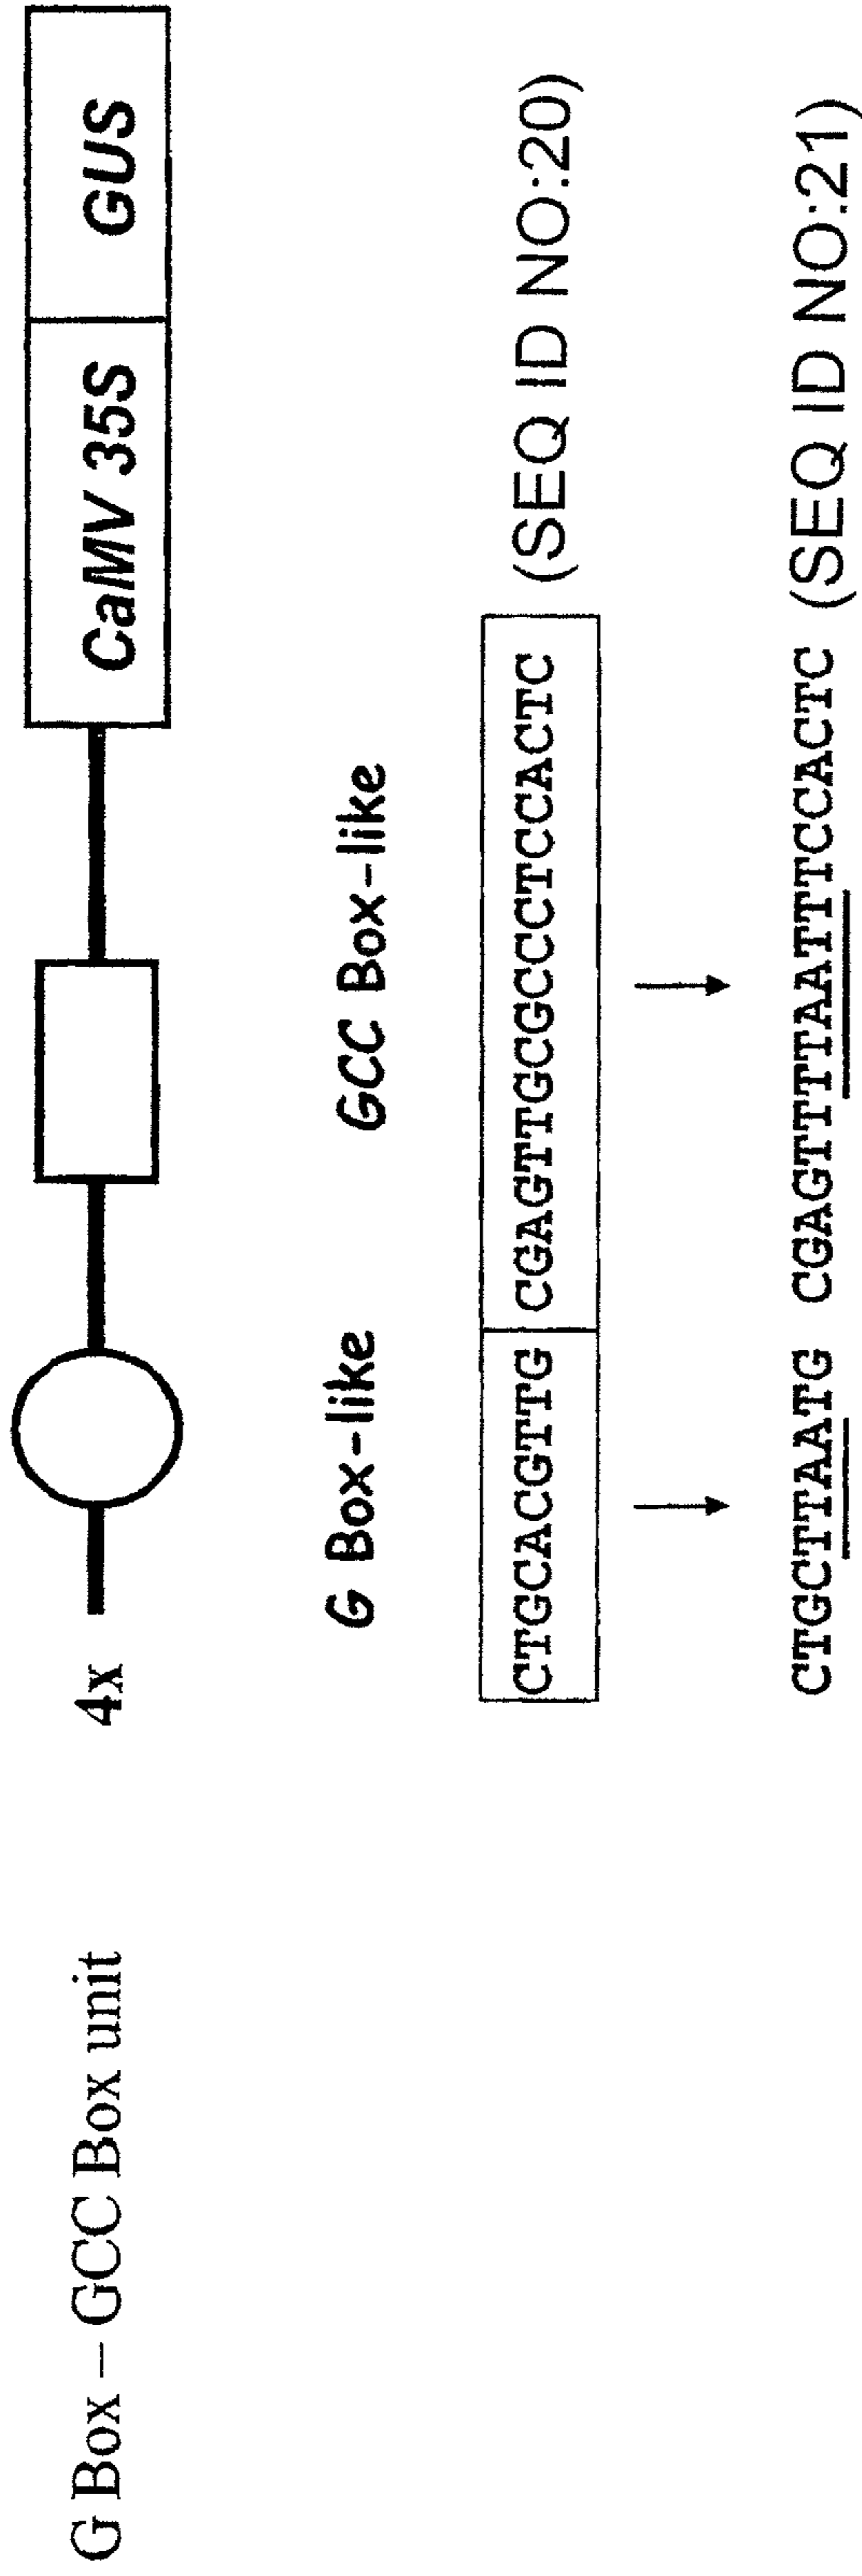 G Box – GCC Box unit 4x CaMV 35S GUS
G Box-like GCC Box-like
CTGCACGTTG CGAGTTGCGCCCTCCACTC (SEQ ID NO:20)
CTGCTTAATG CGAGTTTTAATTTCCACTC (SEQ ID NO:21)